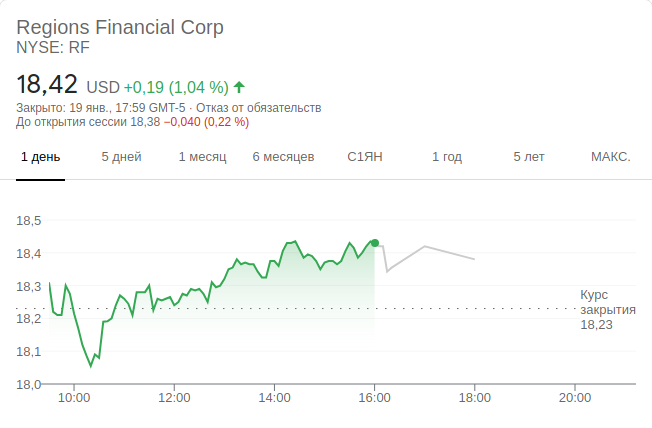 Regions Financial Corp
NYSE: RF
18,42 USD +0,19 (1,04 %)
Закрыто: 19 янв., 17:59 GMT-5 · Отказ от обязательств
До открытия сессии 18,38 −0,040 (0,22 %)
1 день 5 дней 1 месяц 6 месяцев С1ЯН 1 год 5 лет МАКС.
18,5
18,4
18,3
Курс
закрытия
18,23
18,2
18,1
18,0
10:00 12:00 14:00 16:00 18:00 20:00